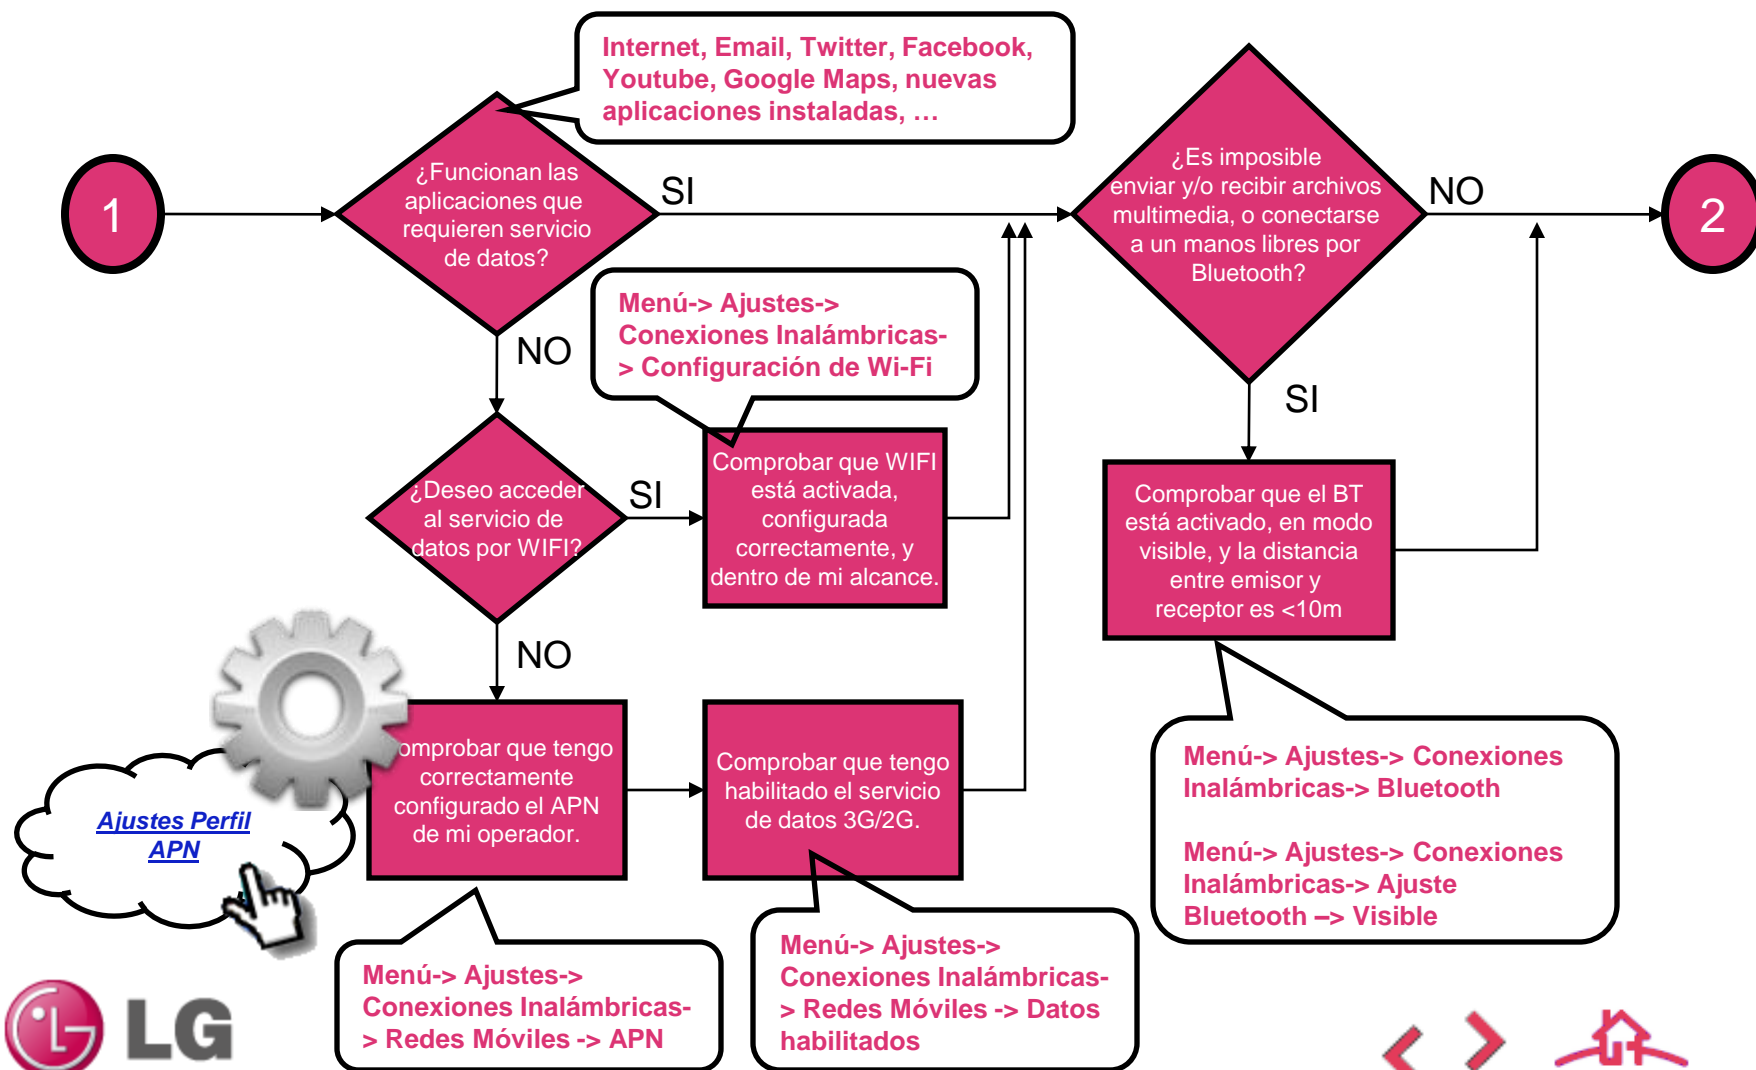 Internet, Email, Twitter, Facebook,
Youtube, Google Maps, nuevas
aplicaciones instaladas, …
1
¿Funcionan las
aplicaciones que
requieren servicio
de datos?
SI
¿Es imposible
enviar y/o recibir archivos
multimedia, o conectarse
a un manos libres por
Bluetooth?
NO
2
NO
Menú-> Ajustes->
Conexiones Inalámbricas-
> Configuración de Wi-Fi
SI
¿Deseo acceder
al servicio de
datos por WIFI?
SI
Comprobar que WIFI
está activada,
configurada
correctamente, y
dentro de mi alcance.
Comprobar que el BT
está activado, en modo
visible, y la distancia
entre emisor y
receptor es <10m
NO
omprobar que tengo
correctamente
configurado el APN
de mi operador.
Comprobar que tengo
habilitado el servicio
de datos 3G/2G.
Ajustes Perfil
APN
Menú-> Ajustes-> Conexiones
Inalámbricas-> Bluetooth
Menú-> Ajustes-> Conexiones
Inalámbricas-> Ajuste
Bluetooth –> Visible
Menú-> Ajustes->
Conexiones Inalámbricas-
> Redes Móviles -> APN
Menú-> Ajustes->
Conexiones Inalámbricas-
> Redes Móviles -> Datos
habilitados
LG